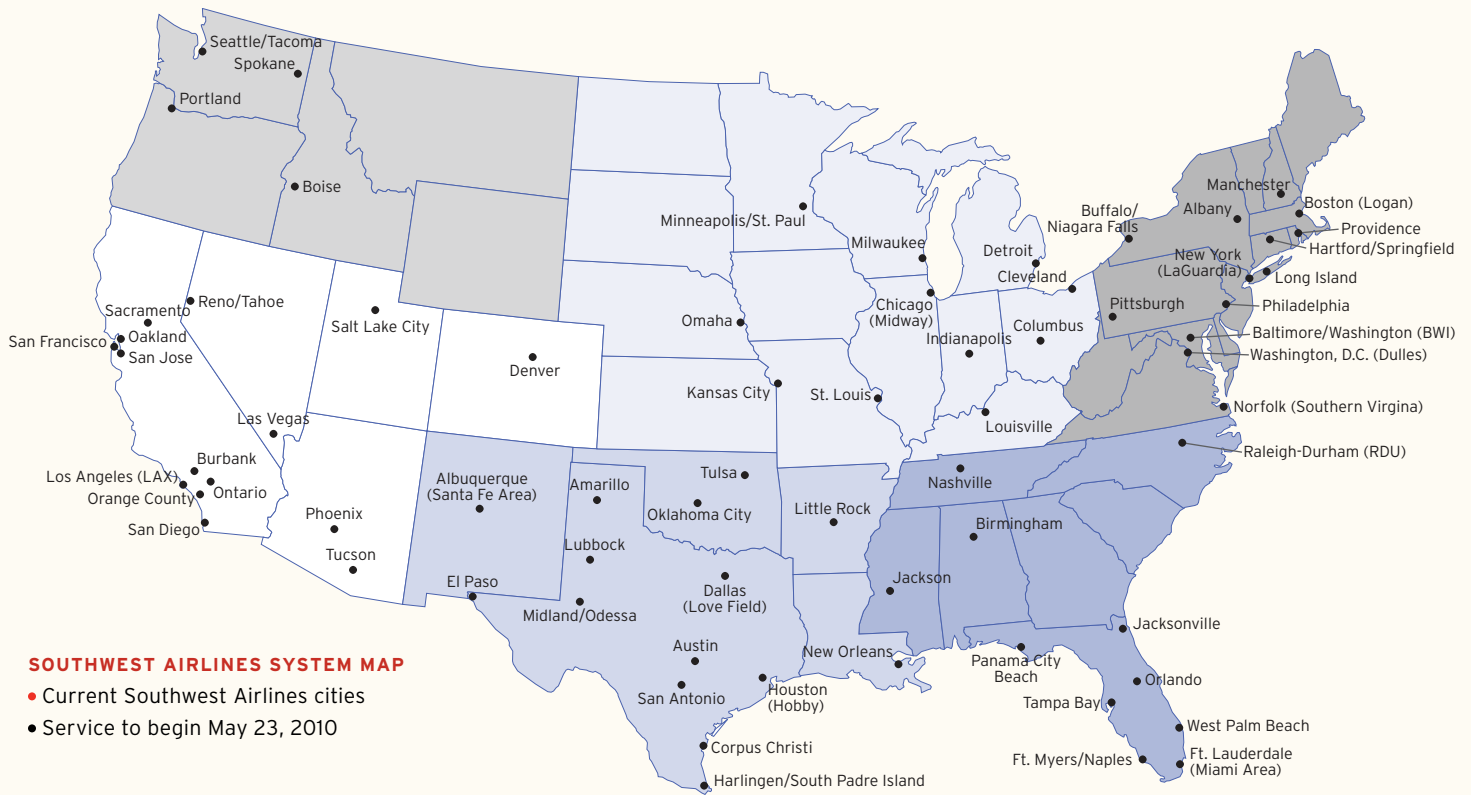 Seattle/Tacoma
Spokane
Portland
Boise
Reno/Tahoe
Sacramento
San Francisco
Oakland
San Jose
Salt Lake City
Denver
Las Vegas
Burbank
Los Angeles (LAX)
Ontario
Orange County
San Diego
Phoenix
Tucson
Minneapolis/St. Paul
Milwaukee
Detroit
Cleveland
Chicago
(Midway)
Omaha
Indianapolis
Columbus
Kansas City
St. Louis
Louisville
Buffalo/
Niagara Falls
Manchester
Albany
Boston (Logan)
Providence
Hartford/Springfield
New York
(LaGuardia)
Long Island
Pittsburgh
Philadelphia
Baltimore/Washington (BWI)
Washington, D.C. (Dulles)
Norfolk (Southern Virgina)
Raleigh-Durham (RDU)
Albuquerque
(Santa Fe Area)
Amarillo
Tulsa
Oklahoma City
Little Rock
Nashville
Birmingham
Lubbock
El Paso
Midland/Odessa
Dallas
(Love Field)
Jackson
Austin
San Antonio
Houston
(Hobby)
New Orleans
Corpus Christi
Harlingen/South Padre Island
Jacksonville
Panama City
Beach
Orlando
Tampa Bay
West Palm Beach
Ft. Myers/Naples
Ft. Lauderdale
(Miami Area)
SOUTHWEST AIRLINES SYSTEM MAP
Current Southwest Airlines cities
Service to begin May 23, 2010